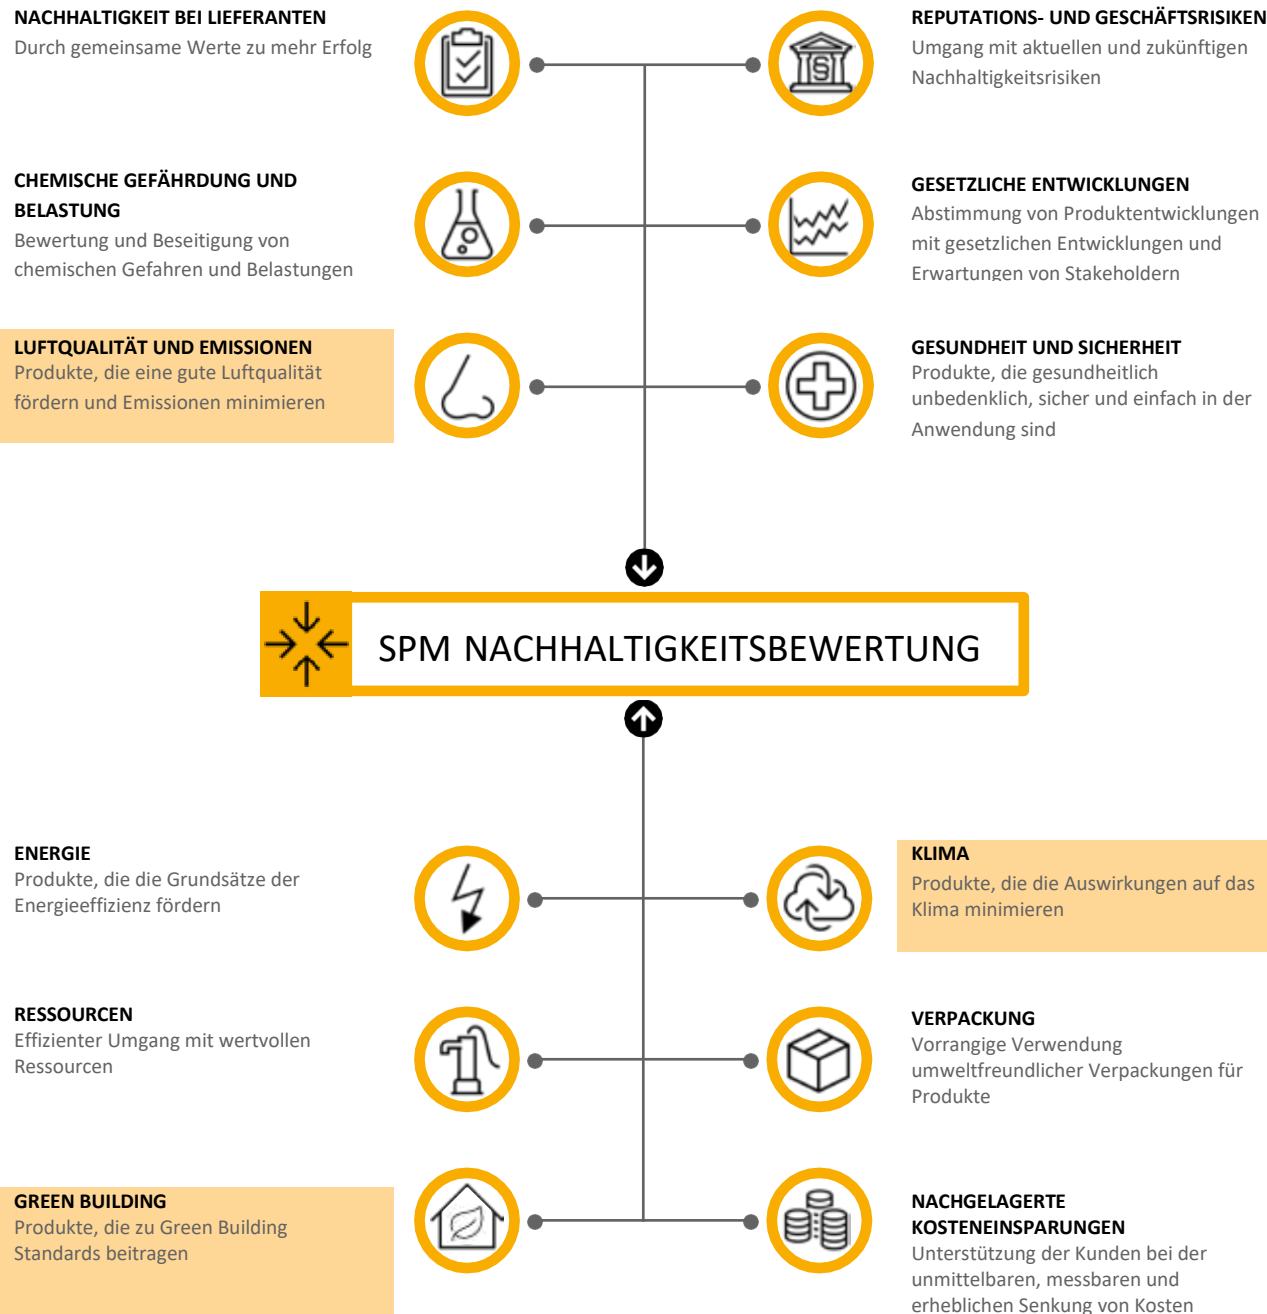 NACHHALTIGKEIT BEI LIEFERANTEN
Durch gemeinsame Werte zu mehr Erfolg
REPUTATIONS- UND GESCHÄFTSRISIKEN
Umgang mit aktuellen und zukünftigen
Nachhaltigkeitsrisiken
CHEMISCHE GEFÄHRDUNG UND
BELASTUNG
Bewertung und Beseitigung von
chemischen Gefahren und Belastungen
GESETZLICHE ENTWICKLUNGEN
Abstimmung von Produktentwicklungen
mit gesetzlichen Entwicklungen und
Erwartungen von Stakeholdern
LUFTQUALITÄT UND EMISSIONEN
Produkte, die eine gute Luftqualität
fördern und Emissionen minimieren
GESUNDHEIT UND SICHERHEIT
Produkte, die gesundheitlich
unbedenklich, sicher und einfach in der
Anwendung sind
SPM NACHHALTIGKEITSBEWERTUNG
ENERGIE
Produkte, die die Grundsätze der
Energieeffizienz fördern
KLIMA
Produkte, die die Auswirkungen auf das
Klima minimieren
RESSOURCEN
Effizienter Umgang mit wertvollen
Ressourcen
VERPACKUNG
Vorrangige Verwendung
umweltfreundlicher Verpackungen für
Produkte
GREEN BUILDING
Produkte, die zu Green Building
Standards beitragen
NACHGELAGERTE
KOSTENEINSPARUNGEN
Unterstützung der Kunden bei der
unmittelbaren, messbaren und
erheblichen Senkung von Kosten
§